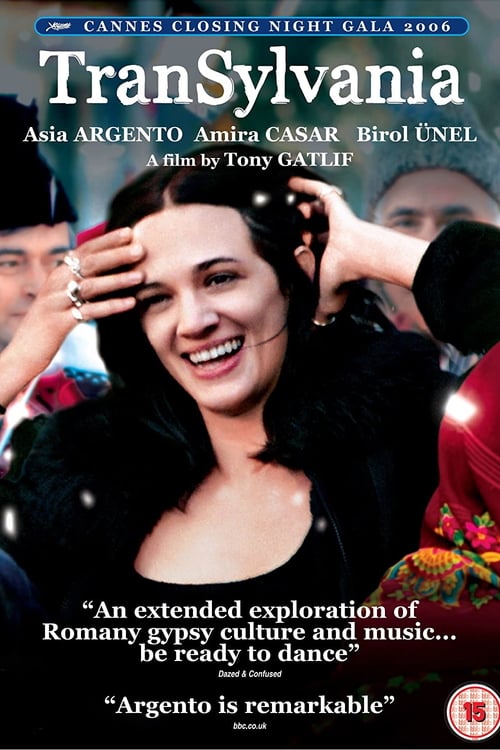 CANNES CLOSING NIGHT GALA 2006
TranSylvania
Asia ARGENTO Amira CASAR Birol ÜNEL
A film by Tony GATLIF
“An extended exploration of
Romany gypsy culture and music...
be ready to dance”
Dazed & Confused
“Argento is remarkable”
bbc.co.uk
15